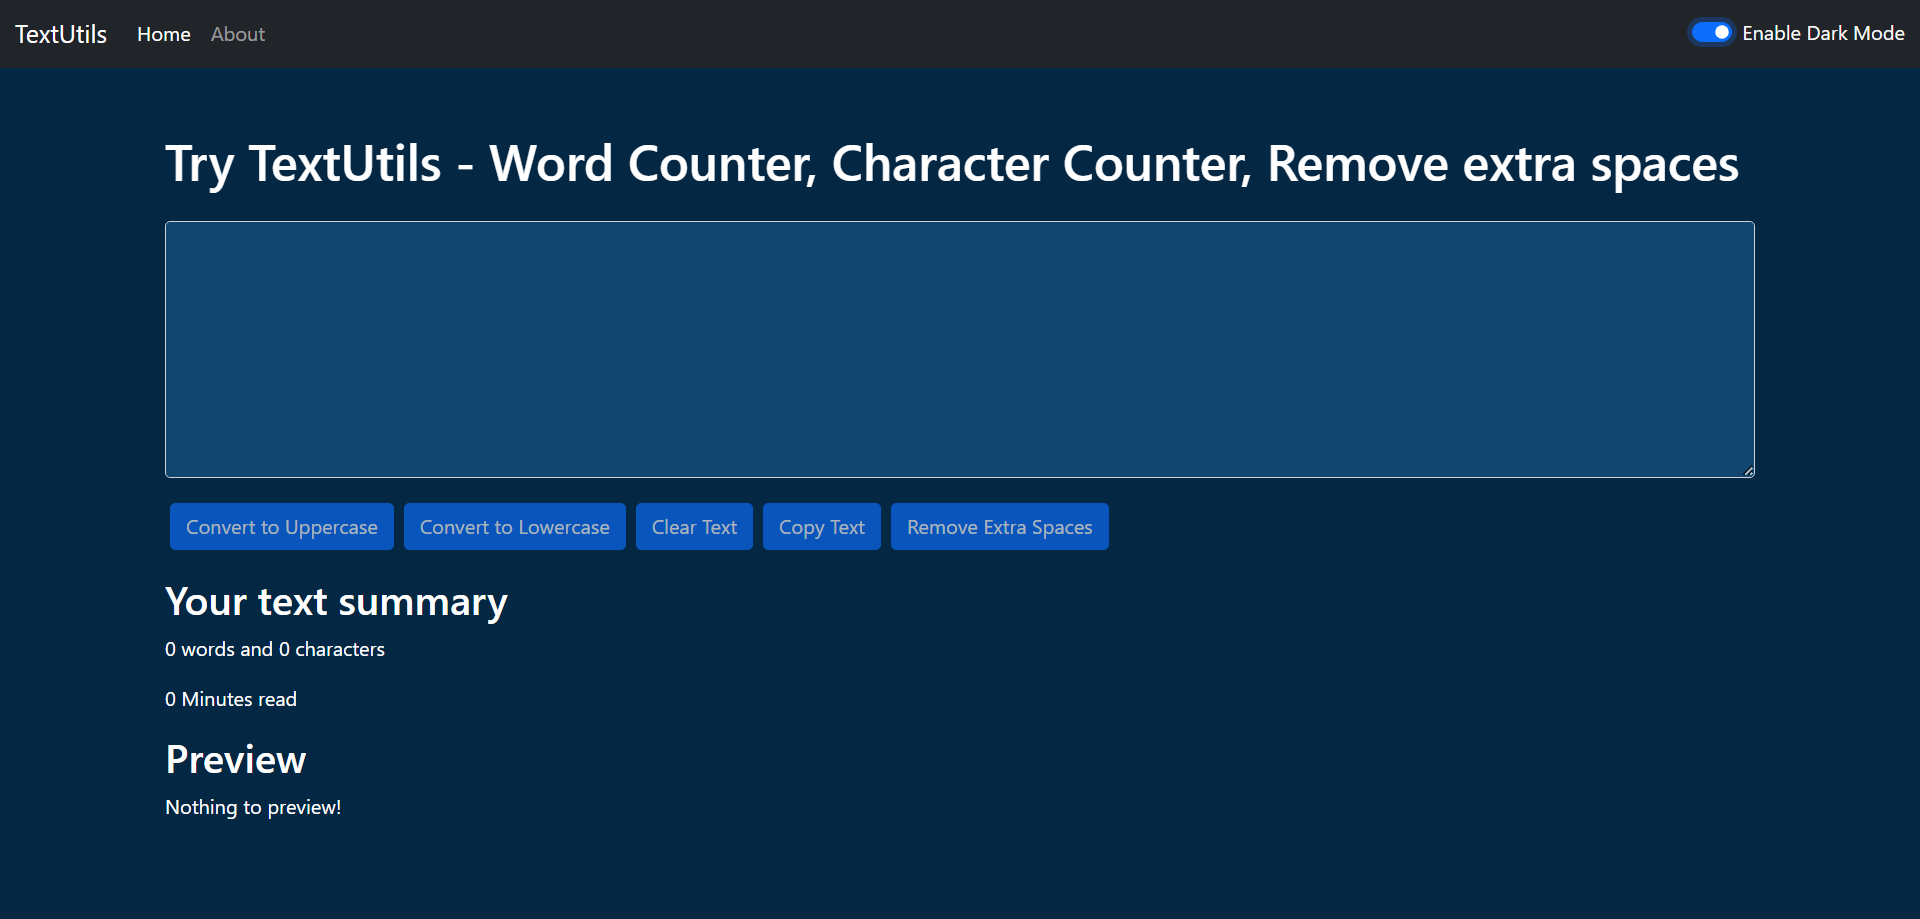 TextUtils Home About Enable Dark Mode
Try TextUtils - Word Counter, Character Counter, Remove extra spaces
Convert to Uppercase Convert to Lowercase Clear Text Copy Text Remove Extra Spaces
Your text summary
0 words and 0 characters
0 Minutes read
Preview
Nothing to preview!